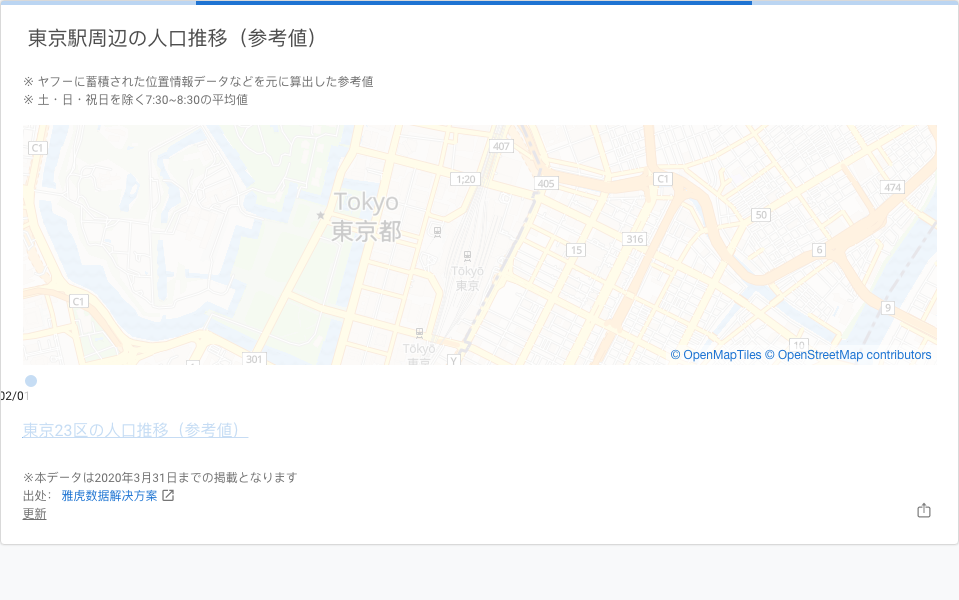 東京駅周辺の人口推移（参考値）
※ ヤフーに蓄積された位置情報データなどを元に算出した参考値
※ 土・日・祝日を除く7:30~8:30の平均値
C1
407
1;20
405
C1
474
Tokyo
東京都
50
316
15
6
Tōkyō
東京
C1
9
10
Tōkyō
東京
301
Y
© OpenMapTiles © OpenStreetMap contributors
02/01
東京23区の人口推移（参考値）
※本データは2020年3月31日までの掲載となります
出处： 雅虎数据解决方案
更新